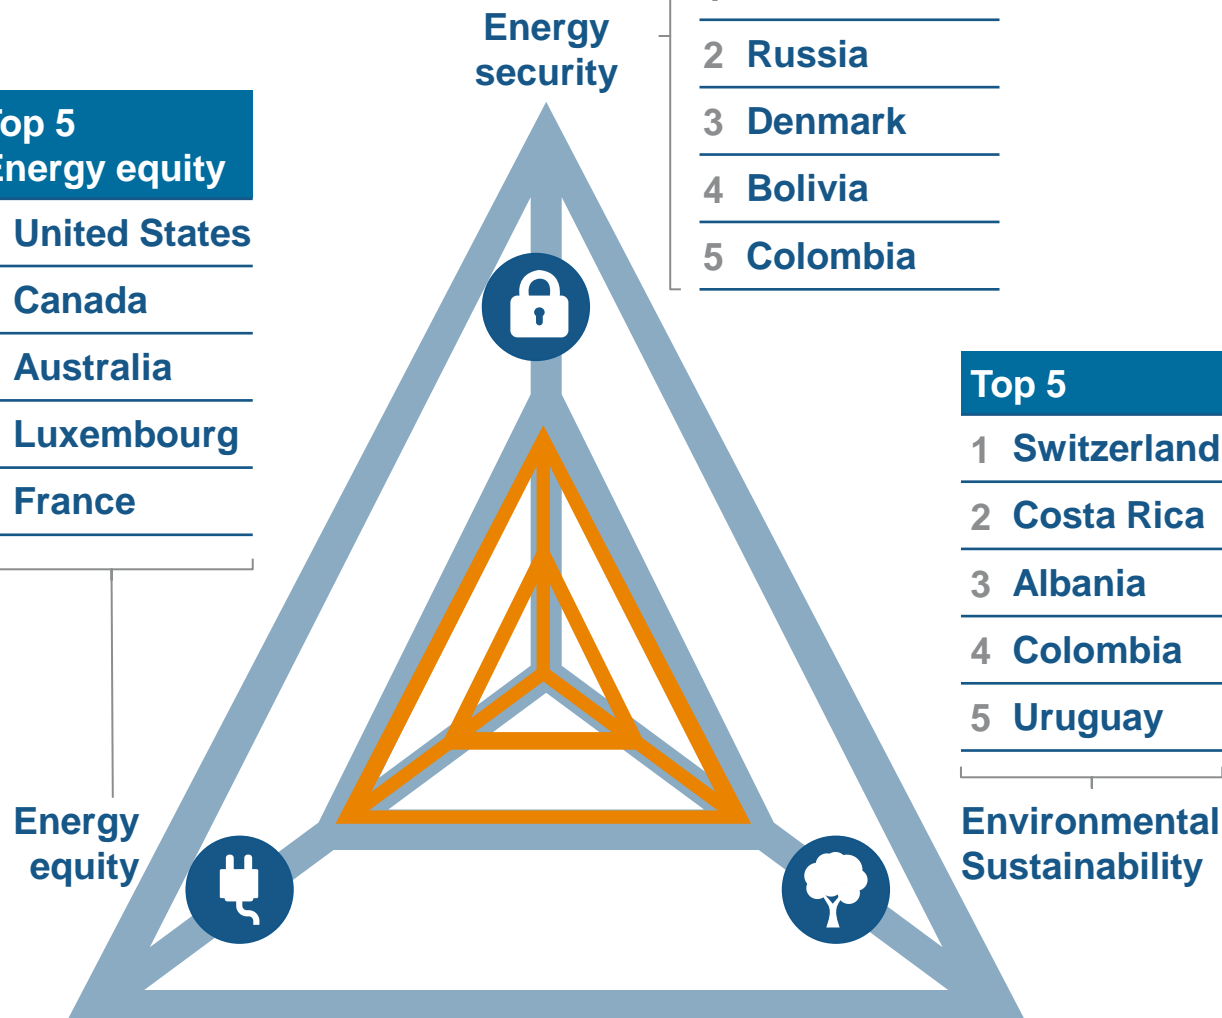 Energy
security
2 Russia
3 Denmark
4 Bolivia
5 Colombia
Top 5
Energy equity
United States
Canada
Australia
Luxembourg
France
Energy
equity
Top 5
1 Switzerland
2 Costa Rica
3 Albania
4 Colombia
5 Uruguay
Environmental
Sustainability